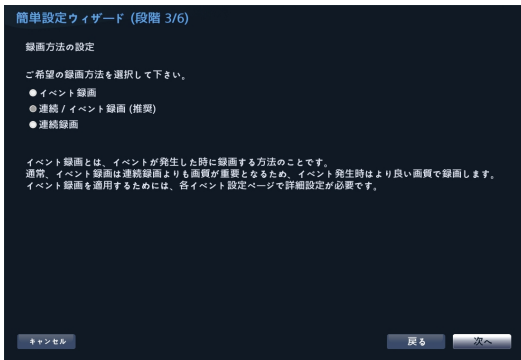 簡単設定ウィザード (段階 3/6)
録画方法の設定
ご希望の録画方法を選択して下さい。
イベント録画
連続 / イベント録画 (推奨)
連続録画
イベント録画とは、イベントが発生した時に録画する方法のことです。
通常、イベント録画は連続録画よりも画質が重要となるため、イベント発生時はより良い画質で録画します。
イベント録画を適用するためには、各イベント設定ページで詳細設定が必要です。
キャンセル
戻る
次へ